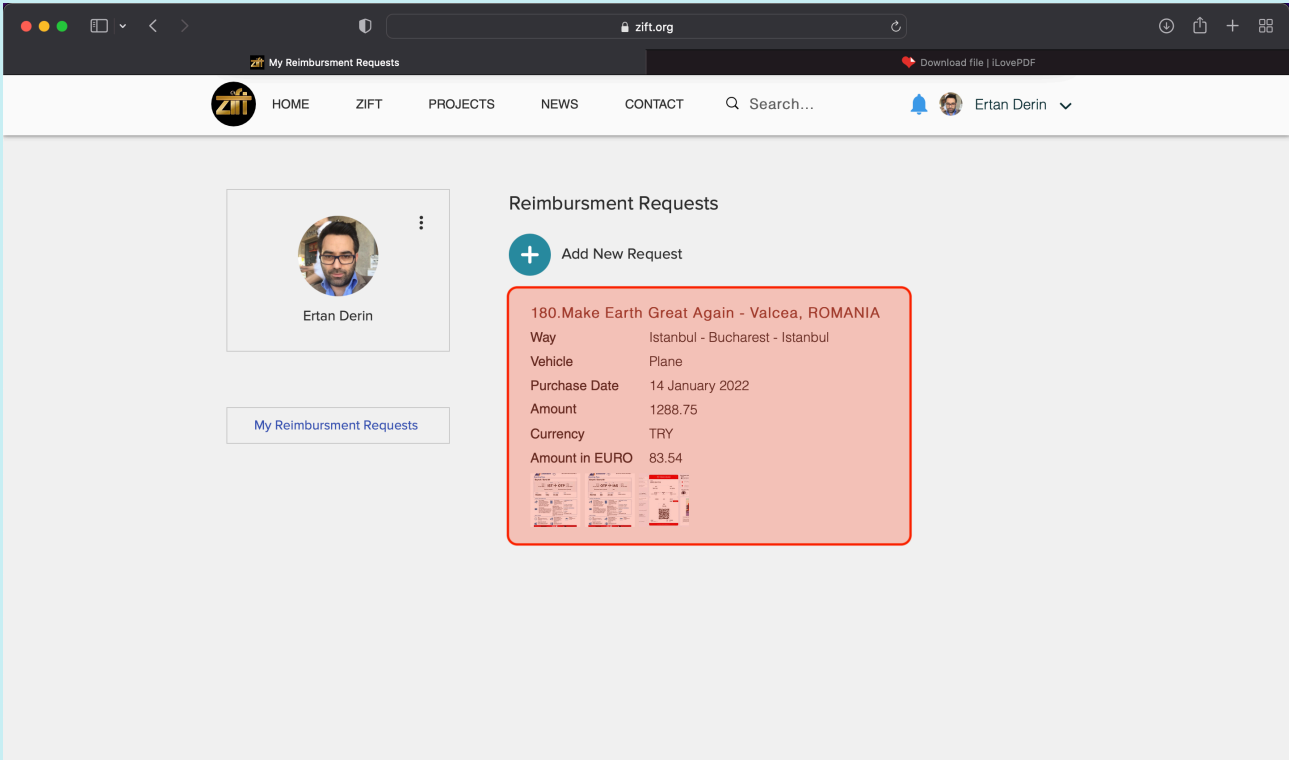 zift.org
My Reimbursment Requests
Download file | iLovePDF
zift HOME ZIFT PROJECTS NEWS CONTACT Search... Ertan Derin
Ertan Derin
My Reimbursment Requests
Reimbursment Requests
Add New Request
180.Make Earth Great Again - Valcea, ROMANIA
Way Istanbul - Bucharest - Istanbul
Vehicle Plane
Purchase Date 14 January 2022
Amount 1288.75
Currency TRY
Amount in EURO 83.54